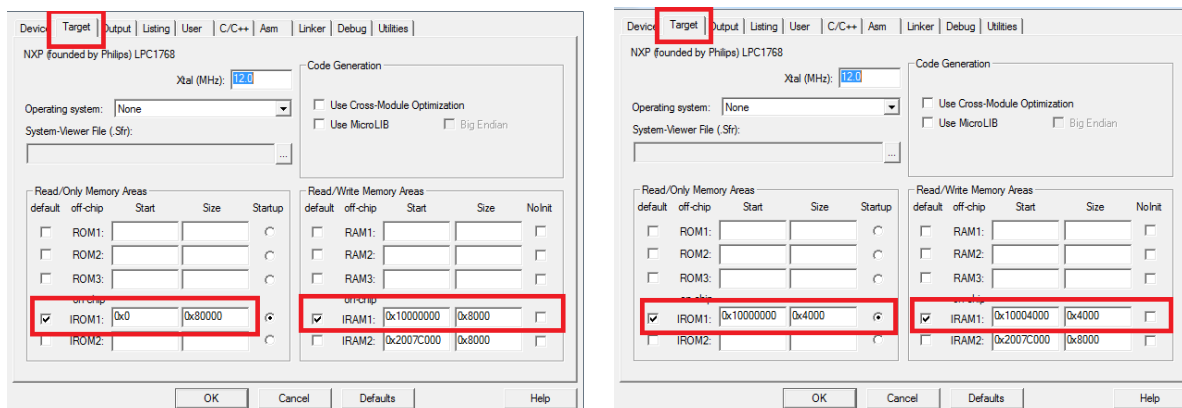 Device Target Output Listing User C/C++ Asm Linker Debug Utilities
NXP (founded by Philips) LPC1768
Xtal (MHz): 12.0
Code Generation
Operating system: None
Use Cross-Module Optimization
System-Viewer File (.Sfr):
Use MicroLIB Big Endian
...
Read/Only Memory Areas
Read/Write Memory Areas
default off-chip Start Size Startup
default off-chip Start Size NoInit
ROM1:
RAM1:
ROM2:
RAM2:
ROM3:
RAM3:
on-chip
on-chip
IROM1: 0x0 0x80000
IRAM1: 0x10000000 0x8000
IROM2:
IRAM2: 0x2007C000 0x8000
OK Cancel Defaults Help
Device Target Output Listing User C/C++ Asm Linker Debug Utilities
NXP (founded by Philips) LPC1768
Xtal (MHz): 12.0
Code Generation
Operating system: None
Use Cross-Module Optimization
System-Viewer File (.Sfr):
Use MicroLIB Big Endian
...
Read/Only Memory Areas
Read/Write Memory Areas
default off-chip Start Size Startup
default off-chip Start Size NoInit
ROM1:
RAM1:
ROM2:
RAM2:
ROM3:
RAM3:
on-chip
on-chip
IROM1: 0x10000000 0x4000
IRAM1: 0x10004000 0x4000
IROM2:
IRAM2: 0x2007C000 0x8000
OK Cancel Defaults Help